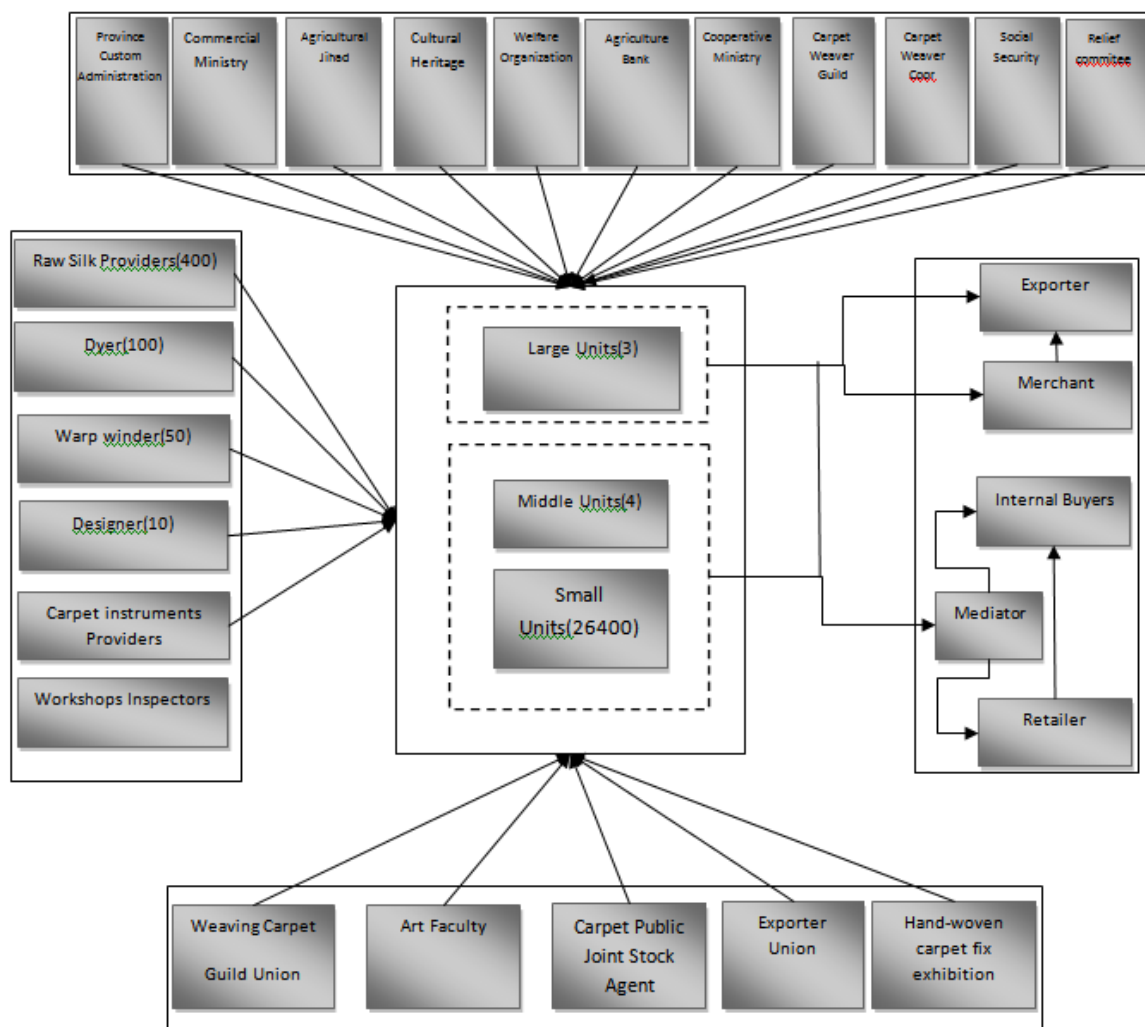 Province
Custom
Administration
Commercial
Ministry
Agricultural
Jihad
Cultural
Heritage
Welfare
Organization
Agriculture
Bank
Cooperative
Ministry
Carpet
Weaver
Guild
Carpet
Weaver
Coor
Social
Security
Relief
commitee
Raw Silk Providers(400)
Dyer(100)
Warp winder(50)
Designer(10)
Carpet instruments
Providers
Workshops Inspectors
Large Units(3)
Middle Units(4)
Small
Units(26400)
Exporter
Merchant
Internal Buyers
Mediator
Retailer
Weaving Carpet
Guild Union
Art Faculty
Carpet Public
Joint Stock
Agent
Exporter
Union
Hand-woven
carpet fix
exhibition